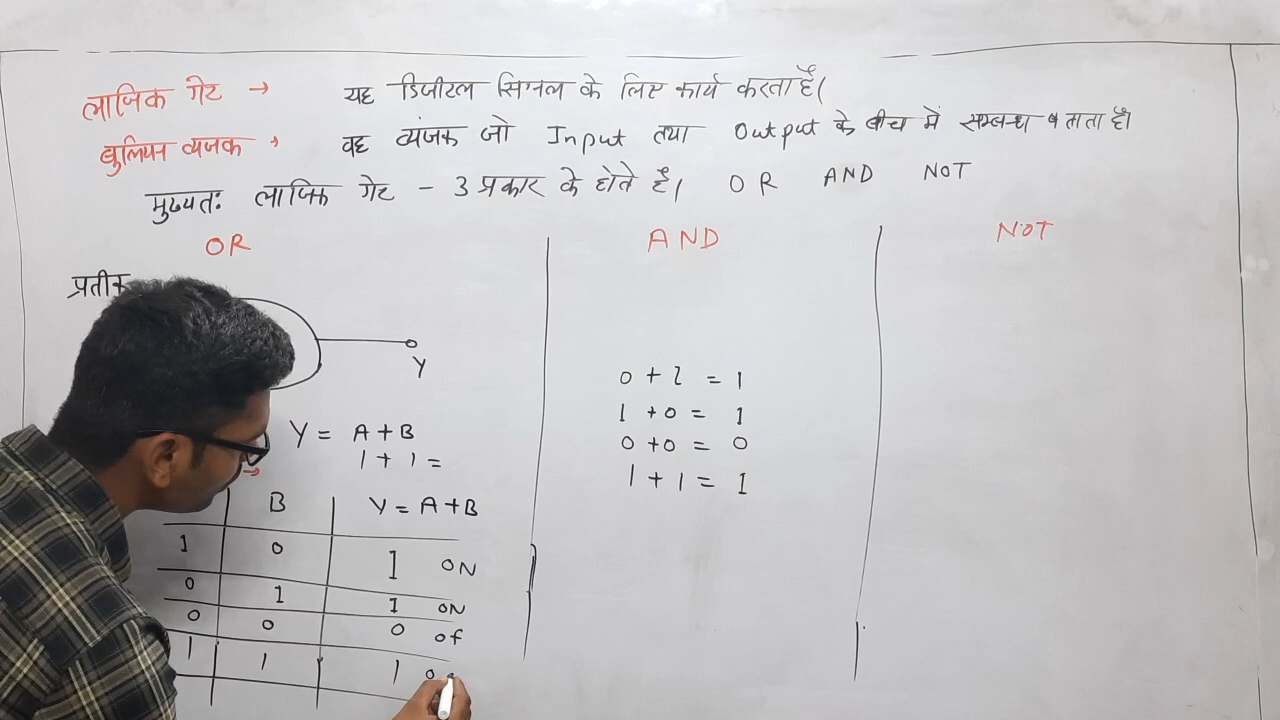 लाजिक गेट → यह डिजीटल सिग्नल के लिए कार्य करता है।
बुलियन व्यजक → वह व्यंजक जो Input तथा Output के बीच में सम्बन्ध बताता है।
मुख्यतः लाजिक गेट - 3 प्रकार के होते है। OR AND NOT
OR
प्रतीक
Y
Y = A+B
1 + 1 =
→
B Y = A+B
1 0 1 ON
0 1 1 ON
0 0 0 of
1 1 1
AND
0 + 1 = 1
1 + 0 = 1
0 + 0 = 0
1 + 1 = 1
NOT